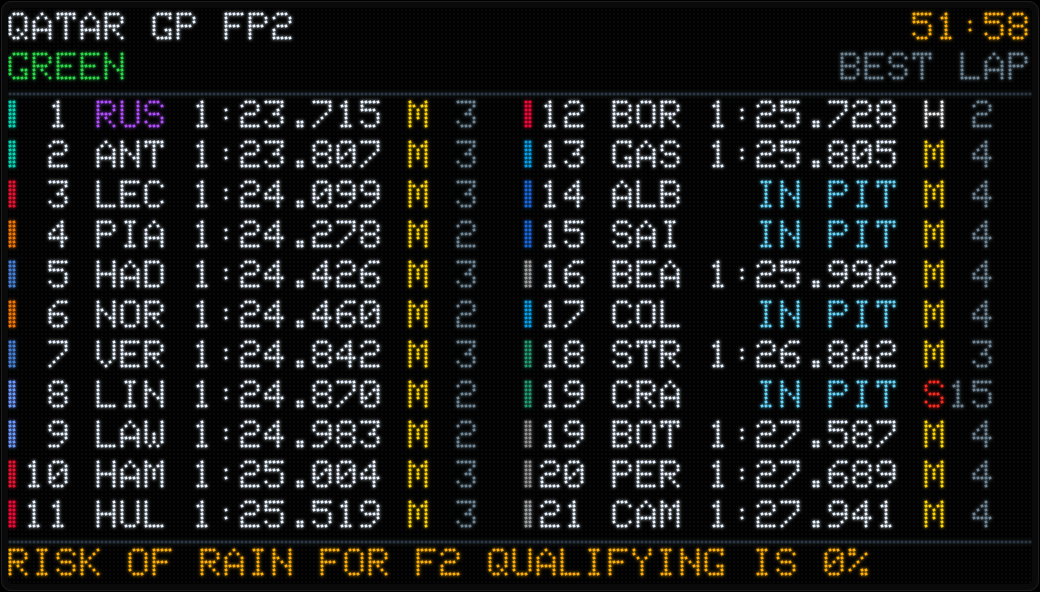 QATAR GP FP2 51:58
GREEN BEST LAP
1 RUS 1:23.715 M 3
2 ANT 1:23.807 M 3
3 LEC 1:24.099 M 3
4 PIA 1:24.278 M 2
5 HAD 1:24.426 M 3
6 NOR 1:24.460 M 2
7 VER 1:24.842 M 3
8 LIN 1:24.870 M 2
9 LAW 1:24.983 M 2
10 HAM 1:25.004 M 3
11 HUL 1:25.519 M 3
12 BOR 1:25.728 H 2
13 GAS 1:25.805 M 4
14 ALB IN PIT M 4
15 SAI IN PIT M 4
16 BEA 1:25.996 M 4
17 COL IN PIT M 4
18 STR 1:26.842 M 3
19 CRA IN PIT S 15
19 BOT 1:27.587 M 4
20 PER 1:27.689 M 4
21 CAM 1:27.941 M 4
RISK OF RAIN FOR F2 QUALIFYING IS 0%